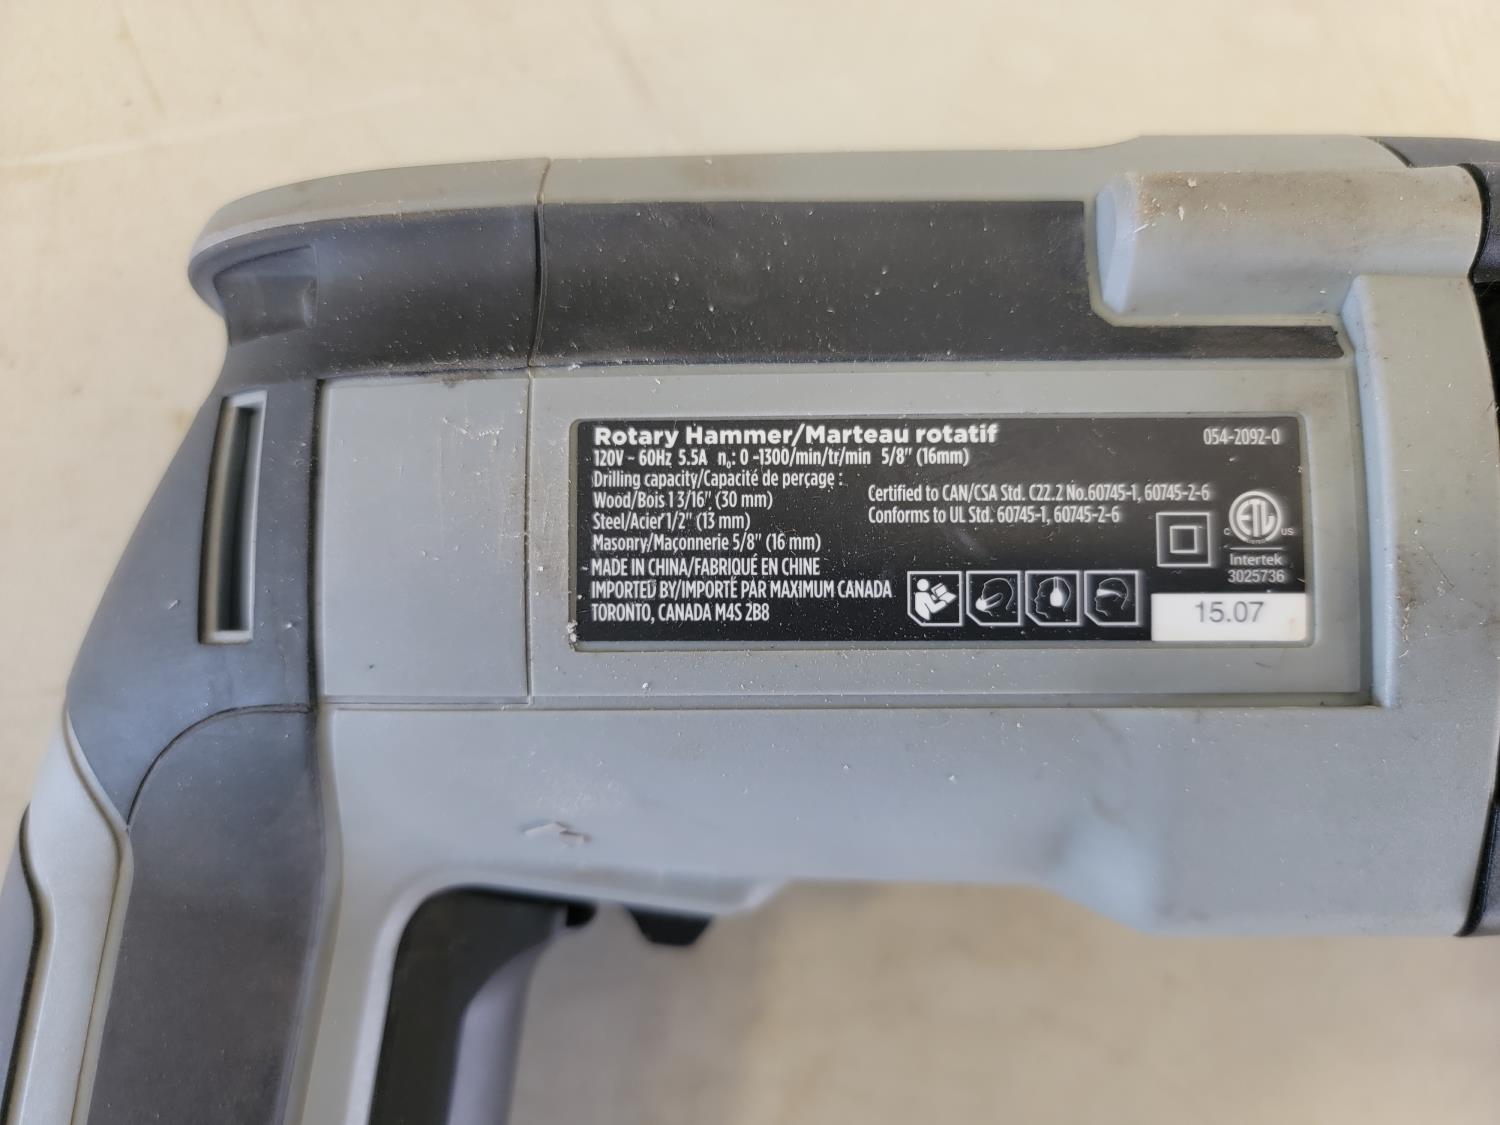 Rotary Hammer/Marteau rotatif
054-2092-0
120V ~ 60Hz 5.5A n₀: 0 -1300/min/tr/min 5/8" (16mm)
Drilling capacity/Capacité de perçage :
Wood/Bois 1 3/16" (30 mm)
Steel/Acier 1/2" (13 mm)
Masonry/Maçonnerie 5/8" (16 mm)
Certified to CAN/CSA Std. C22.2 No.60745-1, 60745-2-6
Conforms to UL Std. 60745-1, 60745-2-6
MADE IN CHINA/FABRIQUÉ EN CHINE
IMPORTED BY/IMPORTÉ PAR MAXIMUM CANADA
TORONTO, CANADA M4S 2B8
C ETL US
Intertek
3025736
15.07